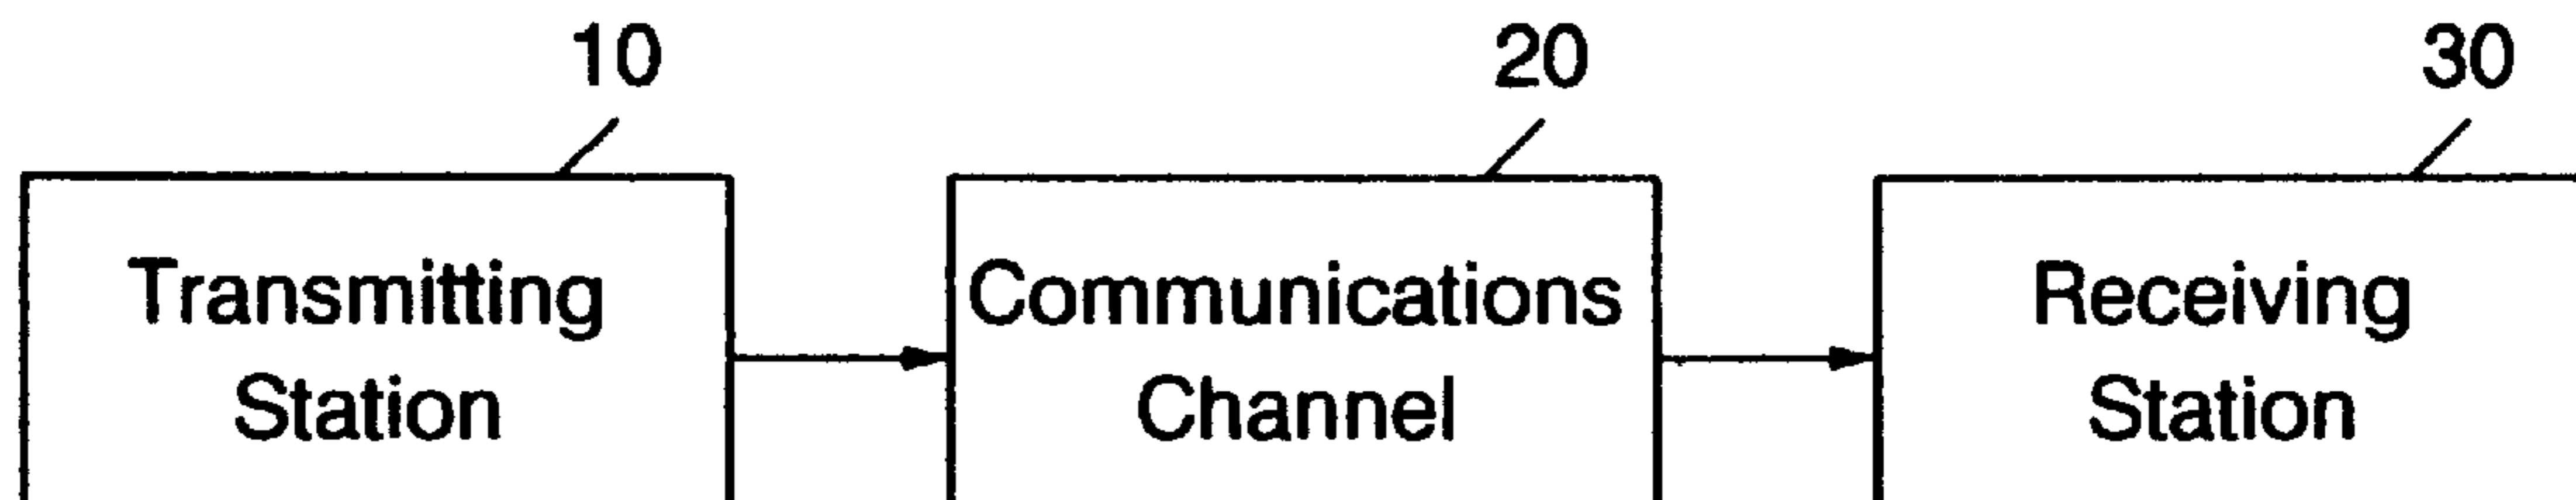 10
20
30
Transmitting
Station
Communications
Channel
Receiving
Station